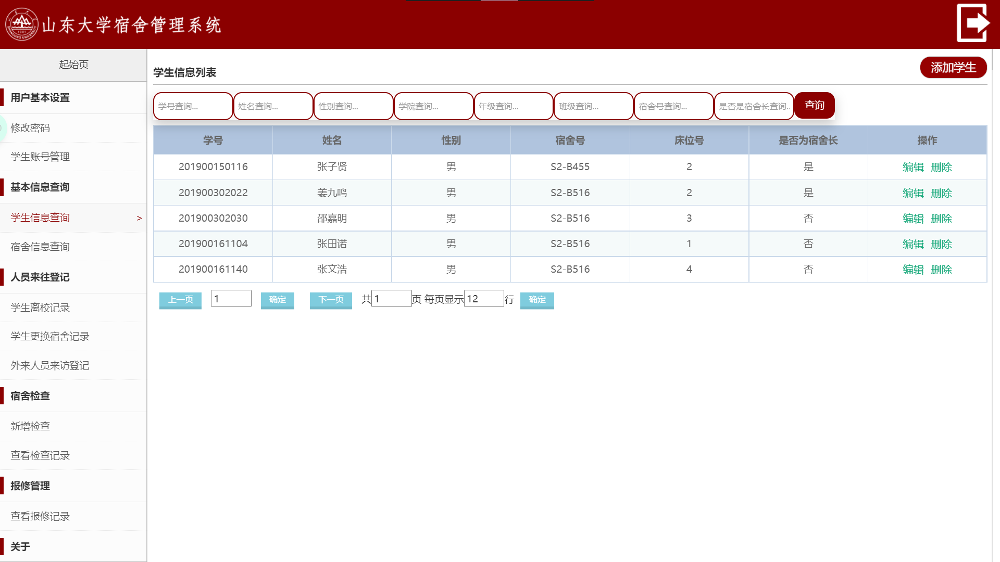 山东大学宿舍管理系统
SHANDONG UNIVERSITY
1901
起始页
用户基本设置
修改密码
学生账号管理
基本信息查询
学生信息查询 >
宿舍信息查询
人员来往登记
学生离校记录
学生更换宿舍记录
外来人员来访登记
宿舍检查
新增检查
查看检查记录
报修管理
查看报修记录
关于
学生信息列表 添加学生
学号查询... 姓名查询... 性别查询... 学院查询... 年级查询... 班级查询... 宿舍号查询... 是否是宿舍长查询.. 查询
学号 姓名 性别 宿舍号 床位号 是否为宿舍长 操作
201900150116 张子贤 男 S2-B455 2 是 编辑 删除
201900302022 姜九鸣 男 S2-B516 2 是 编辑 删除
201900302030 邵嘉明 男 S2-B516 3 否 编辑 删除
201900161104 张田诺 男 S2-B516 1 否 编辑 删除
201900161140 张文浩 男 S2-B516 4 否 编辑 删除
上一页 1 确定 下一页 共1页 每页显示12行 确定